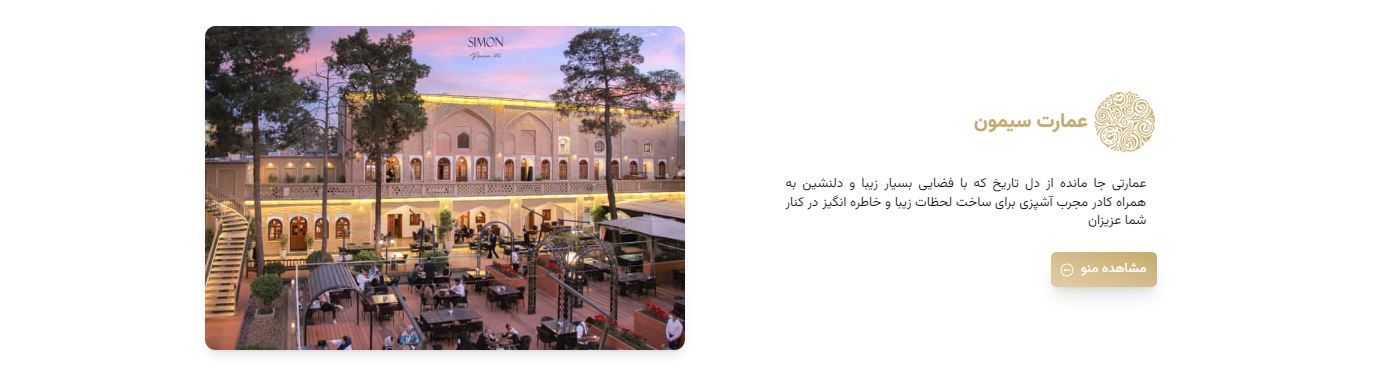 عمارت سیمون
عمارتی جا مانده از دل تاریخ که با فضایی بسیار زیبا و دلنشین به
همراه کادر مجرب آشپزی برای ساخت لحظات زیبا و خاطره انگیز در کنار
شما عزیزان
مشاهده منو
SIMON